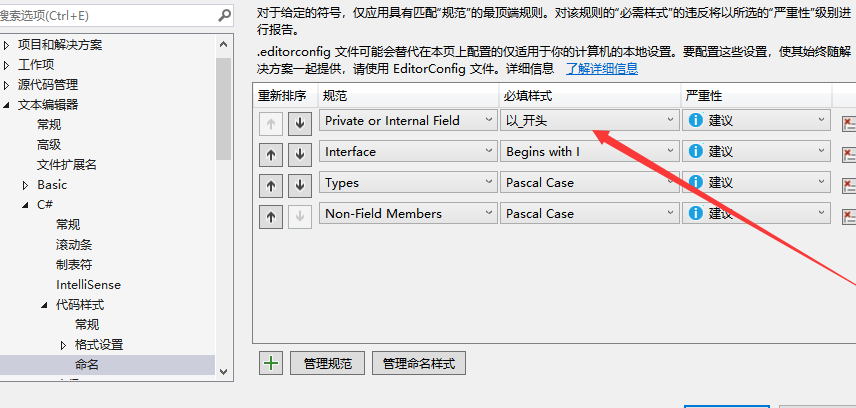 搜索选项(Ctrl+E)
项目和解决方案
工作项
源代码管理
文本编辑器
常规
高级
文件扩展名
Basic
C#
常规
滚动条
制表符
IntelliSense
代码样式
常规
格式设置
命名
对于给定的符号，仅应用具有匹配“规范”的最顶端规则。对该规则的“必需样式”的违反将以所选的“严重性”级别进
行报告。
.editorconfig 文件可能会替代在本页上配置的仅适用于你的计算机的本地设置。要配置这些设置，使其始终随解
决方案一起提供，请使用 EditorConfig 文件。详细信息 了解详细信息
重新排序 规范 必填样式 严重性
Private or Internal Field 以_开头 建议
Interface Begins with I 建议
Types Pascal Case 建议
Non-Field Members Pascal Case 建议
管理规范 管理命名样式